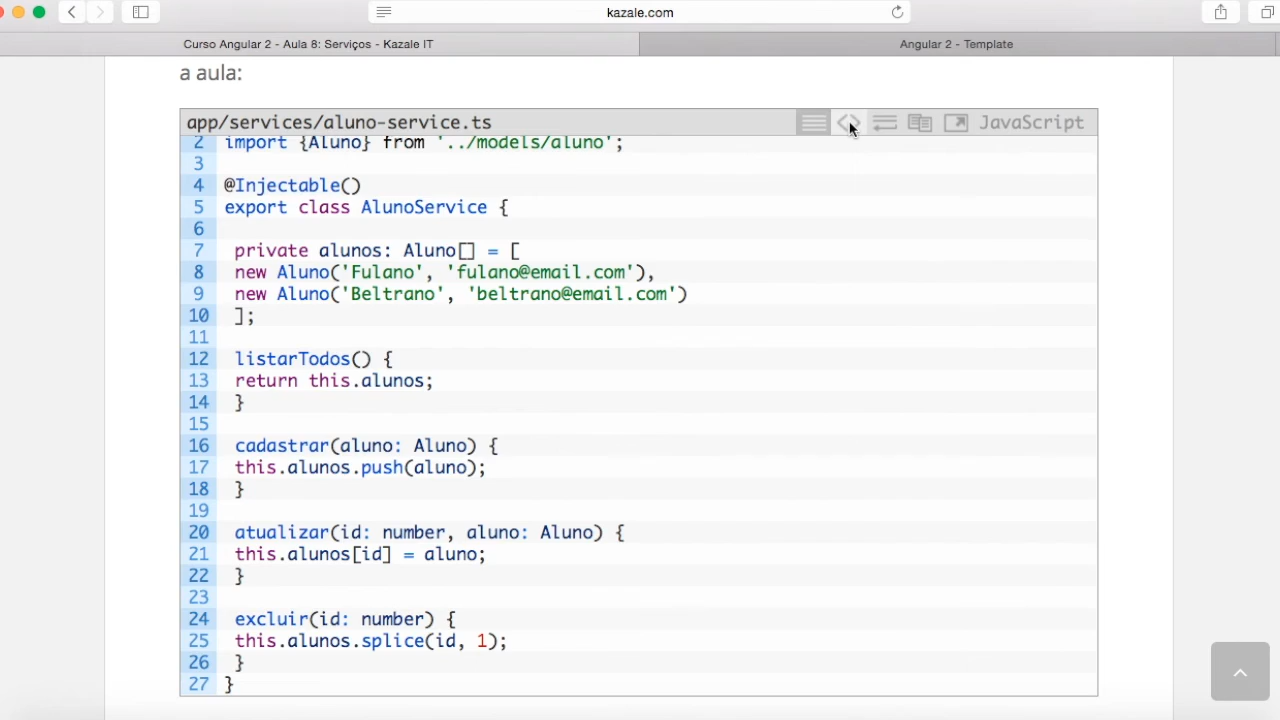 kazale.com
Curso Angular 2 - Aula 8: Serviços - Kazale IT
Angular 2 - Template
a aula:
app/services/aluno-service.ts
JavaScript
2 import {Aluno} from '../models/aluno';
3
4 @Injectable()
5 export class AlunoService {
6
7 private alunos: Aluno[] = [
8 new Aluno('Fulano', 'fulano@email.com'),
9 new Aluno('Beltrano', 'beltrano@email.com')
10 ];
11
12 listarTodos() {
13 return this.alunos;
14 }
15
16 cadastrar(aluno: Aluno) {
17 this.alunos.push(aluno);
18 }
19
20 atualizar(id: number, aluno: Aluno) {
21 this.alunos[id] = aluno;
22 }
23
24 excluir(id: number) {
25 this.alunos.splice(id, 1);
26 }
27 }